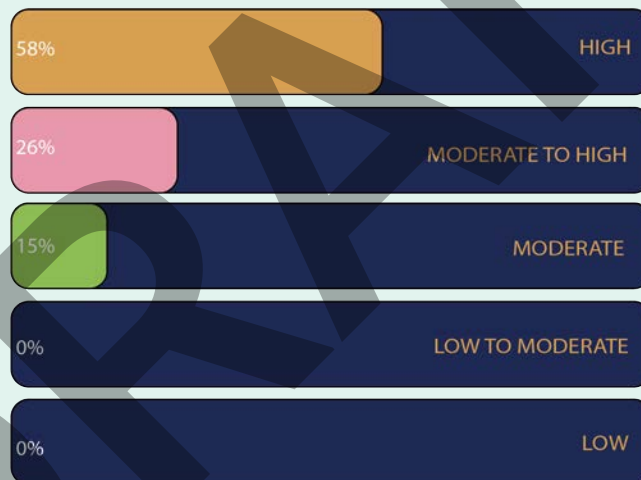 58% HIGH
26% MODERATE TO HIGH
15% MODERATE
0% LOW TO MODERATE
0% LOW